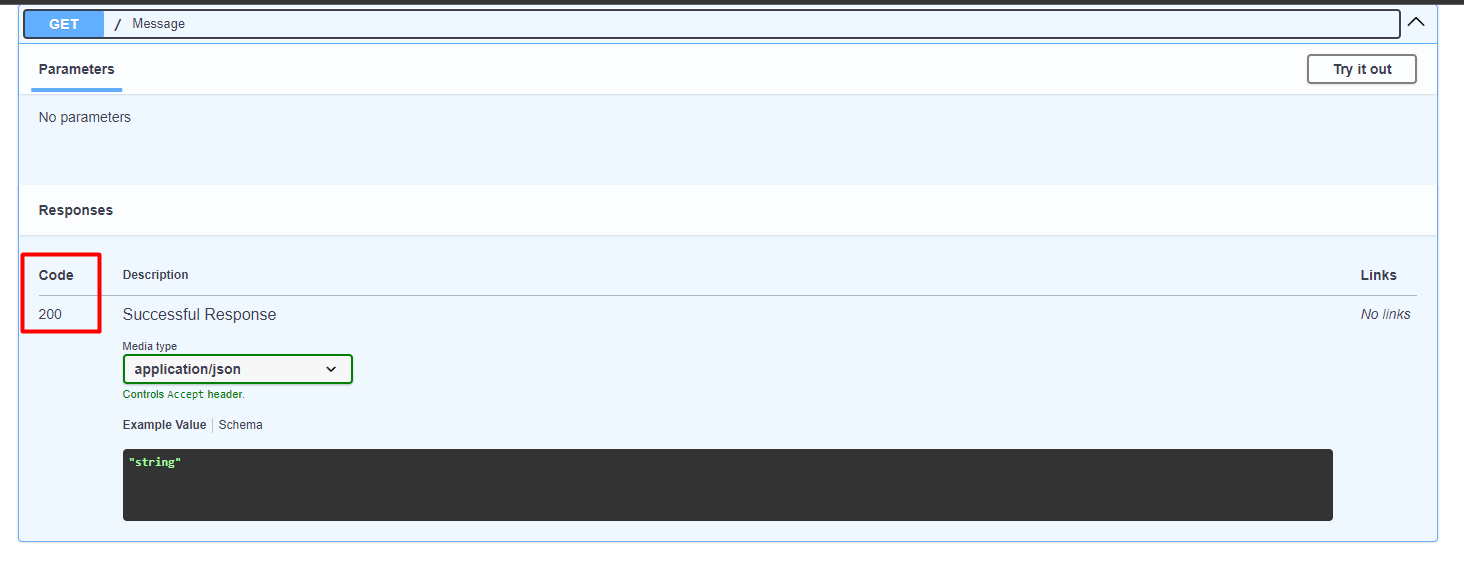 GET / Message
Parameters Try it out
No parameters
Responses
Code Description Links
200 Successful Response No links
Media type
application/json
Controls Accept header.
Example Value Schema
"string"